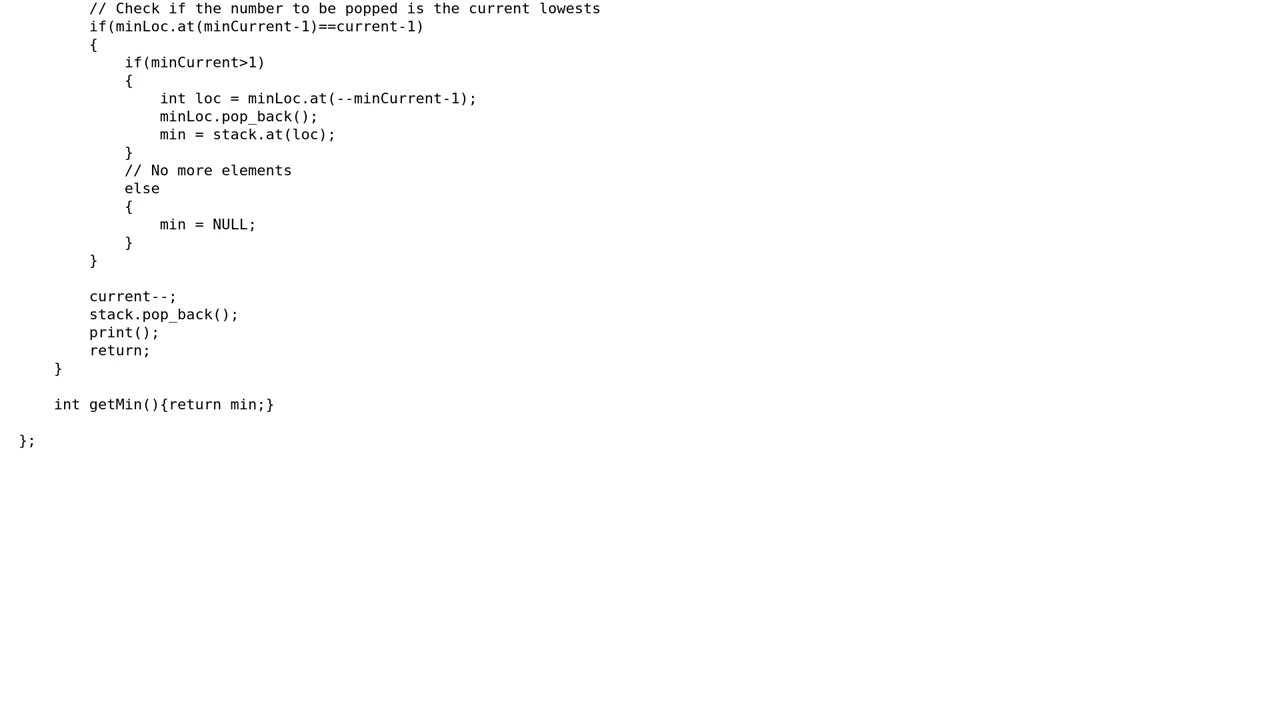 // Check if the number to be popped is the current lowests
if(minLoc.at(minCurrent-1)==current-1)
{
if(minCurrent>1)
{
int loc = minLoc.at(--minCurrent-1);
minLoc.pop_back();
min = stack.at(loc);
}
// No more elements
else
{
min = NULL;
}
}
current--;
stack.pop_back();
print();
return;
}
int getMin(){return min;}
};